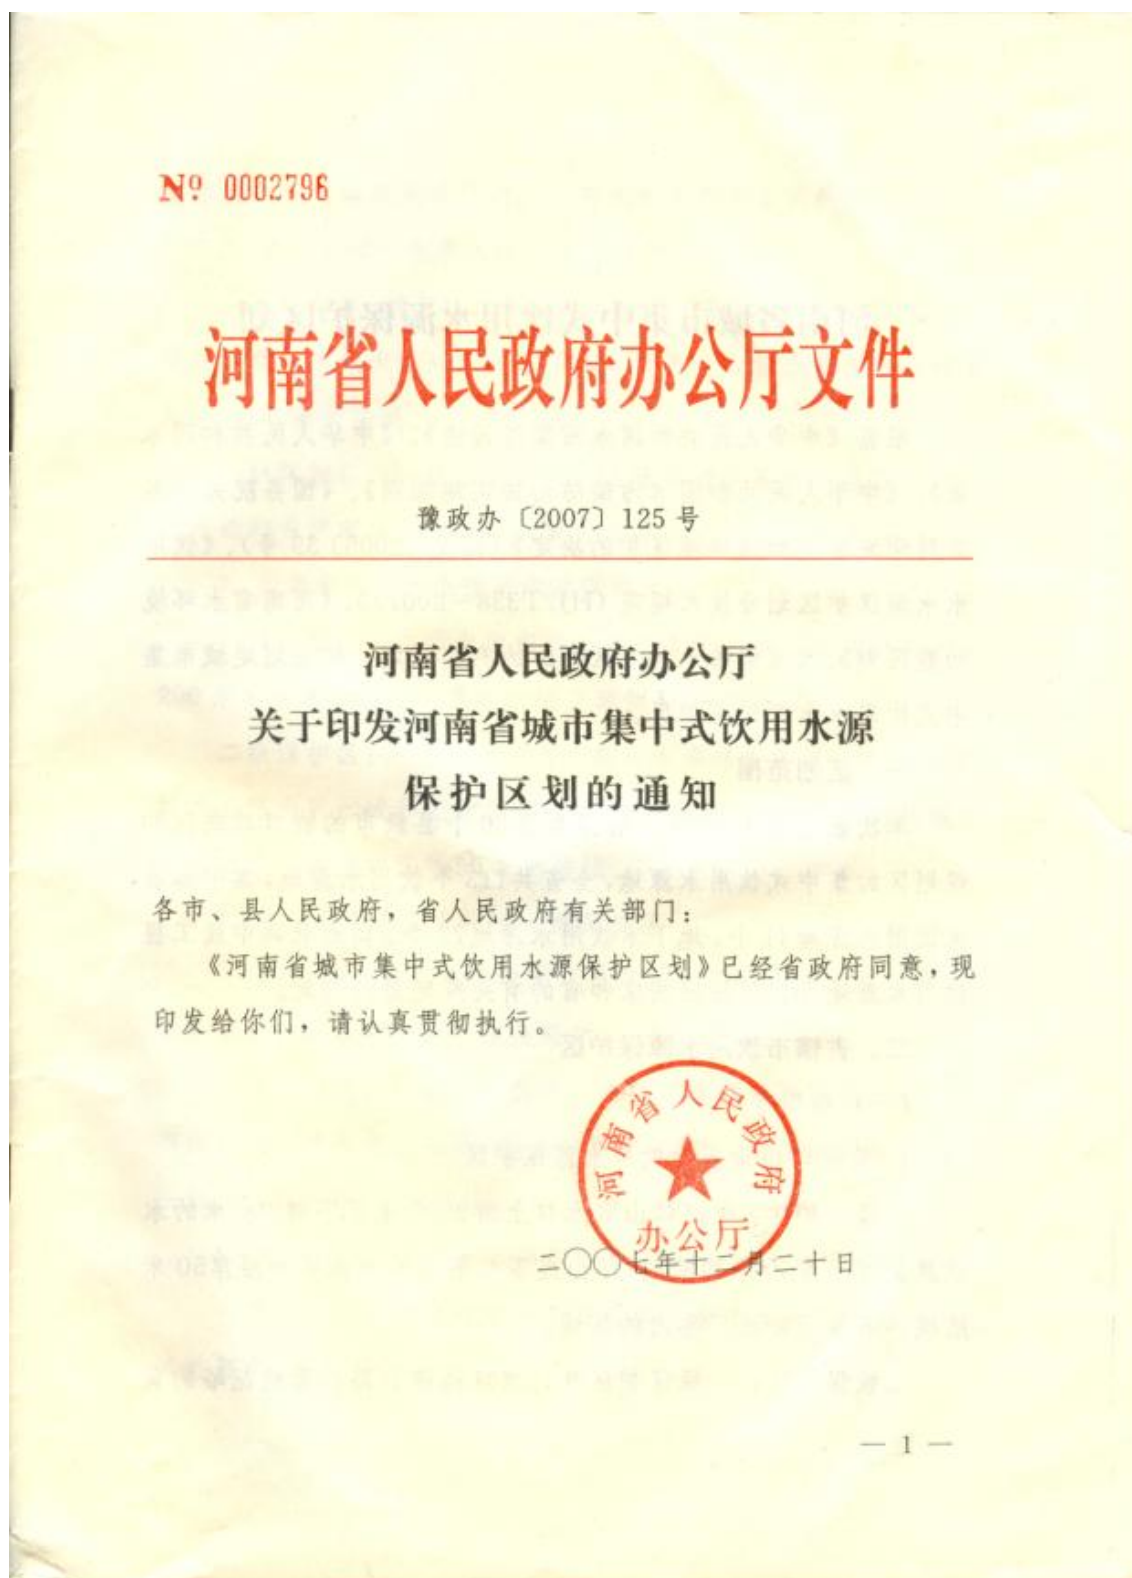 № 0002796
河南省人民政府办公厅文件
豫政办〔2007〕125号
河南省人民政府办公厅
关于印发河南省城市集中式饮用水源
保护区划的通知
各市、县人民政府，省人民政府有关部门：
《河南省城市集中式饮用水源保护区划》已经省政府同意，现
印发给你们，请认真贯彻执行。
河南省人民政府
办公厅
二〇〇七年十二月二十日
— 1 —